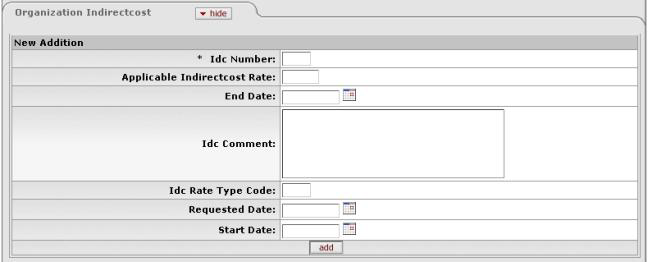 Organization Indirectcost
hide
New Addition
* Idc Number:
Applicable Indirectcost Rate:
End Date:
Idc Comment:
Idc Rate Type Code:
Requested Date:
Start Date:
add